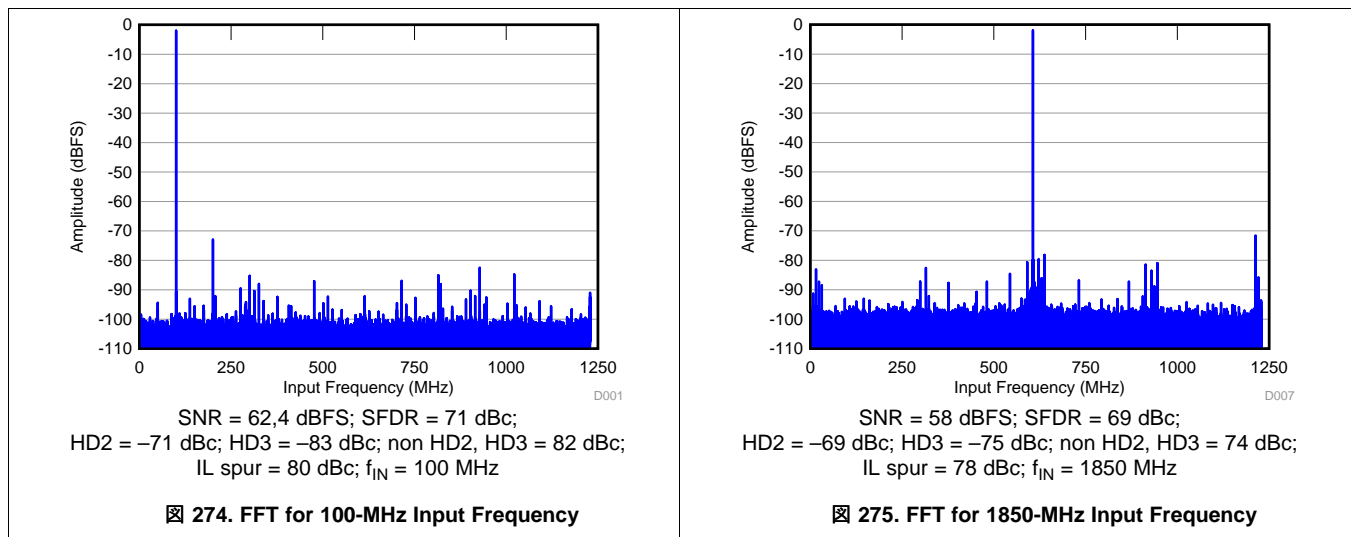 0
-10
-20
-30
-40
-50
-60
-70
-80
-90
-100
-110
Amplitude (dBFS)
0 250 500 750 1000 1250
Input Frequency (MHz)
D001
SNR = 62,4 dBFS; SFDR = 71 dBc;
HD2 = –71 dBc; HD3 = –83 dBc; non HD2, HD3 = 82 dBc;
IL spur = 80 dBc; fIN = 100 MHz
図 274. FFT for 100-MHz Input Frequency
0
-10
-20
-30
-40
-50
-60
-70
-80
-90
-100
-110
Amplitude (dBFS)
0 250 500 750 1000 1250
Input Frequency (MHz)
D007
SNR = 58 dBFS; SFDR = 69 dBc;
HD2 = –69 dBc; HD3 = –75 dBc; non HD2, HD3 = 74 dBc;
IL spur = 78 dBc; fIN = 1850 MHz
図 275. FFT for 1850-MHz Input Frequency